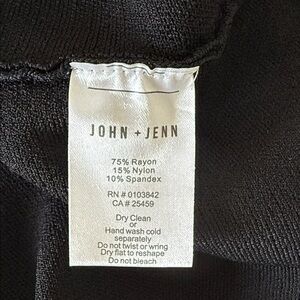 JOHN + JENN
75% Rayon
15% Nylon
10% Spandex
RN # 0103842
CA # 25459
Dry Clean
or
Hand wash cold
separately
Do not twist or wring
Dry flat to reshape
Do not bleach